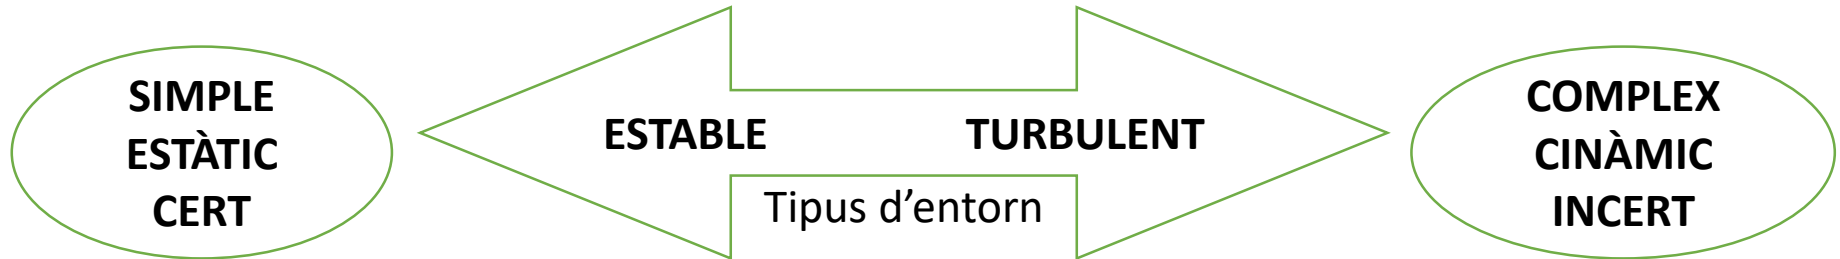 SIMPLE
ESTÀTIC
CERT
ESTABLE
TURBULENT
Tipus d’entorn
COMPLEX
CINÀMIC
INCERT